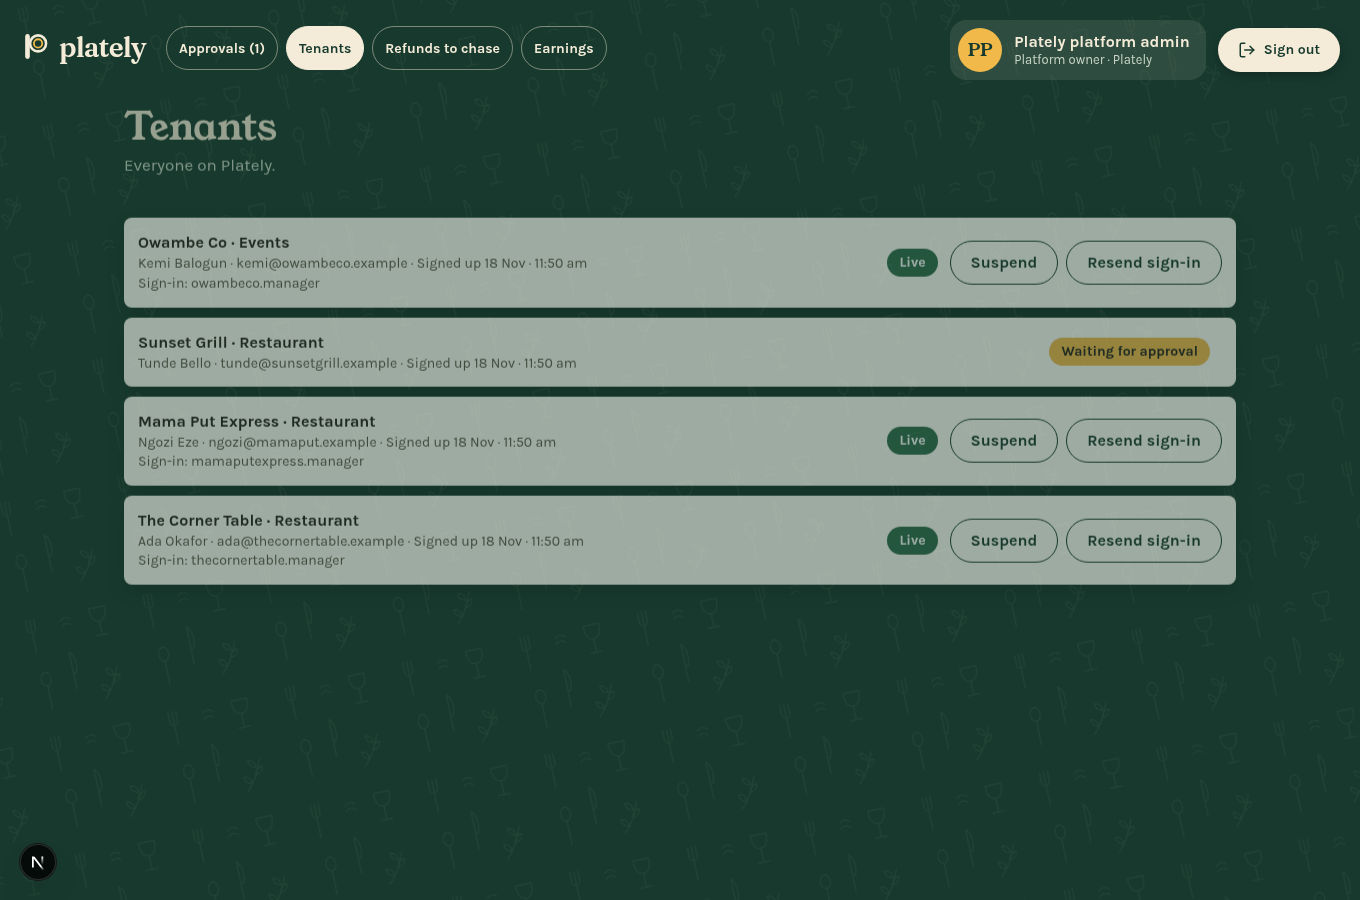 plately
Approvals (1)
Tenants
Refunds to chase
Earnings
PP
Plately platform admin
Platform owner · Plately
Sign out
Tenants
Everyone on Plately.
Owambe Co · Events
Kemi Balogun · kemi@owambeco.example · Signed up 18 Nov · 11:50 am
Sign-in: owambeco.manager
Live
Suspend
Resend sign-in
Sunset Grill · Restaurant
Tunde Bello · tunde@sunsetgrill.example · Signed up 18 Nov · 11:50 am
Waiting for approval
Mama Put Express · Restaurant
Ngozi Eze · ngozi@mamaput.example · Signed up 18 Nov · 11:50 am
Sign-in: mamaputexpress.manager
Live
Suspend
Resend sign-in
The Corner Table · Restaurant
Ada Okafor · ada@thecornertable.example · Signed up 18 Nov · 11:50 am
Sign-in: thecornertable.manager
Live
Suspend
Resend sign-in
N